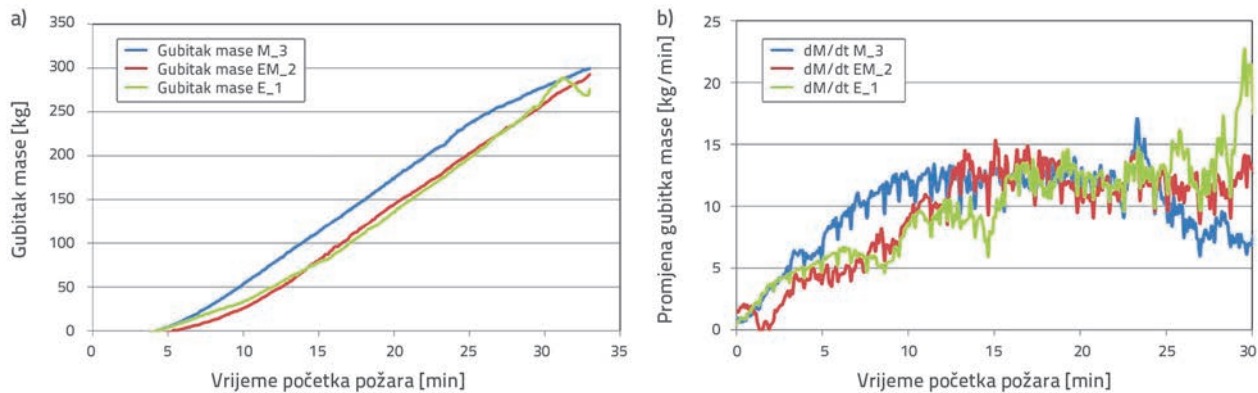 a)
Gubitak mase [kg]
350
300
250
200
150
100
50
0
Gubitak mase M_3
Gubitak mase EM_2
Gubitak mase E_1
0 5 10 15 20 25 30 35
Vrijeme početka požara [min]
b)
Promjena gubitka mase [kg/min]
25
20
15
10
5
0
dM/dt M_3
dM/dt EM_2
dM/dt E_1
0 5 10 15 20 25 30
Vrijeme početka požara [min]